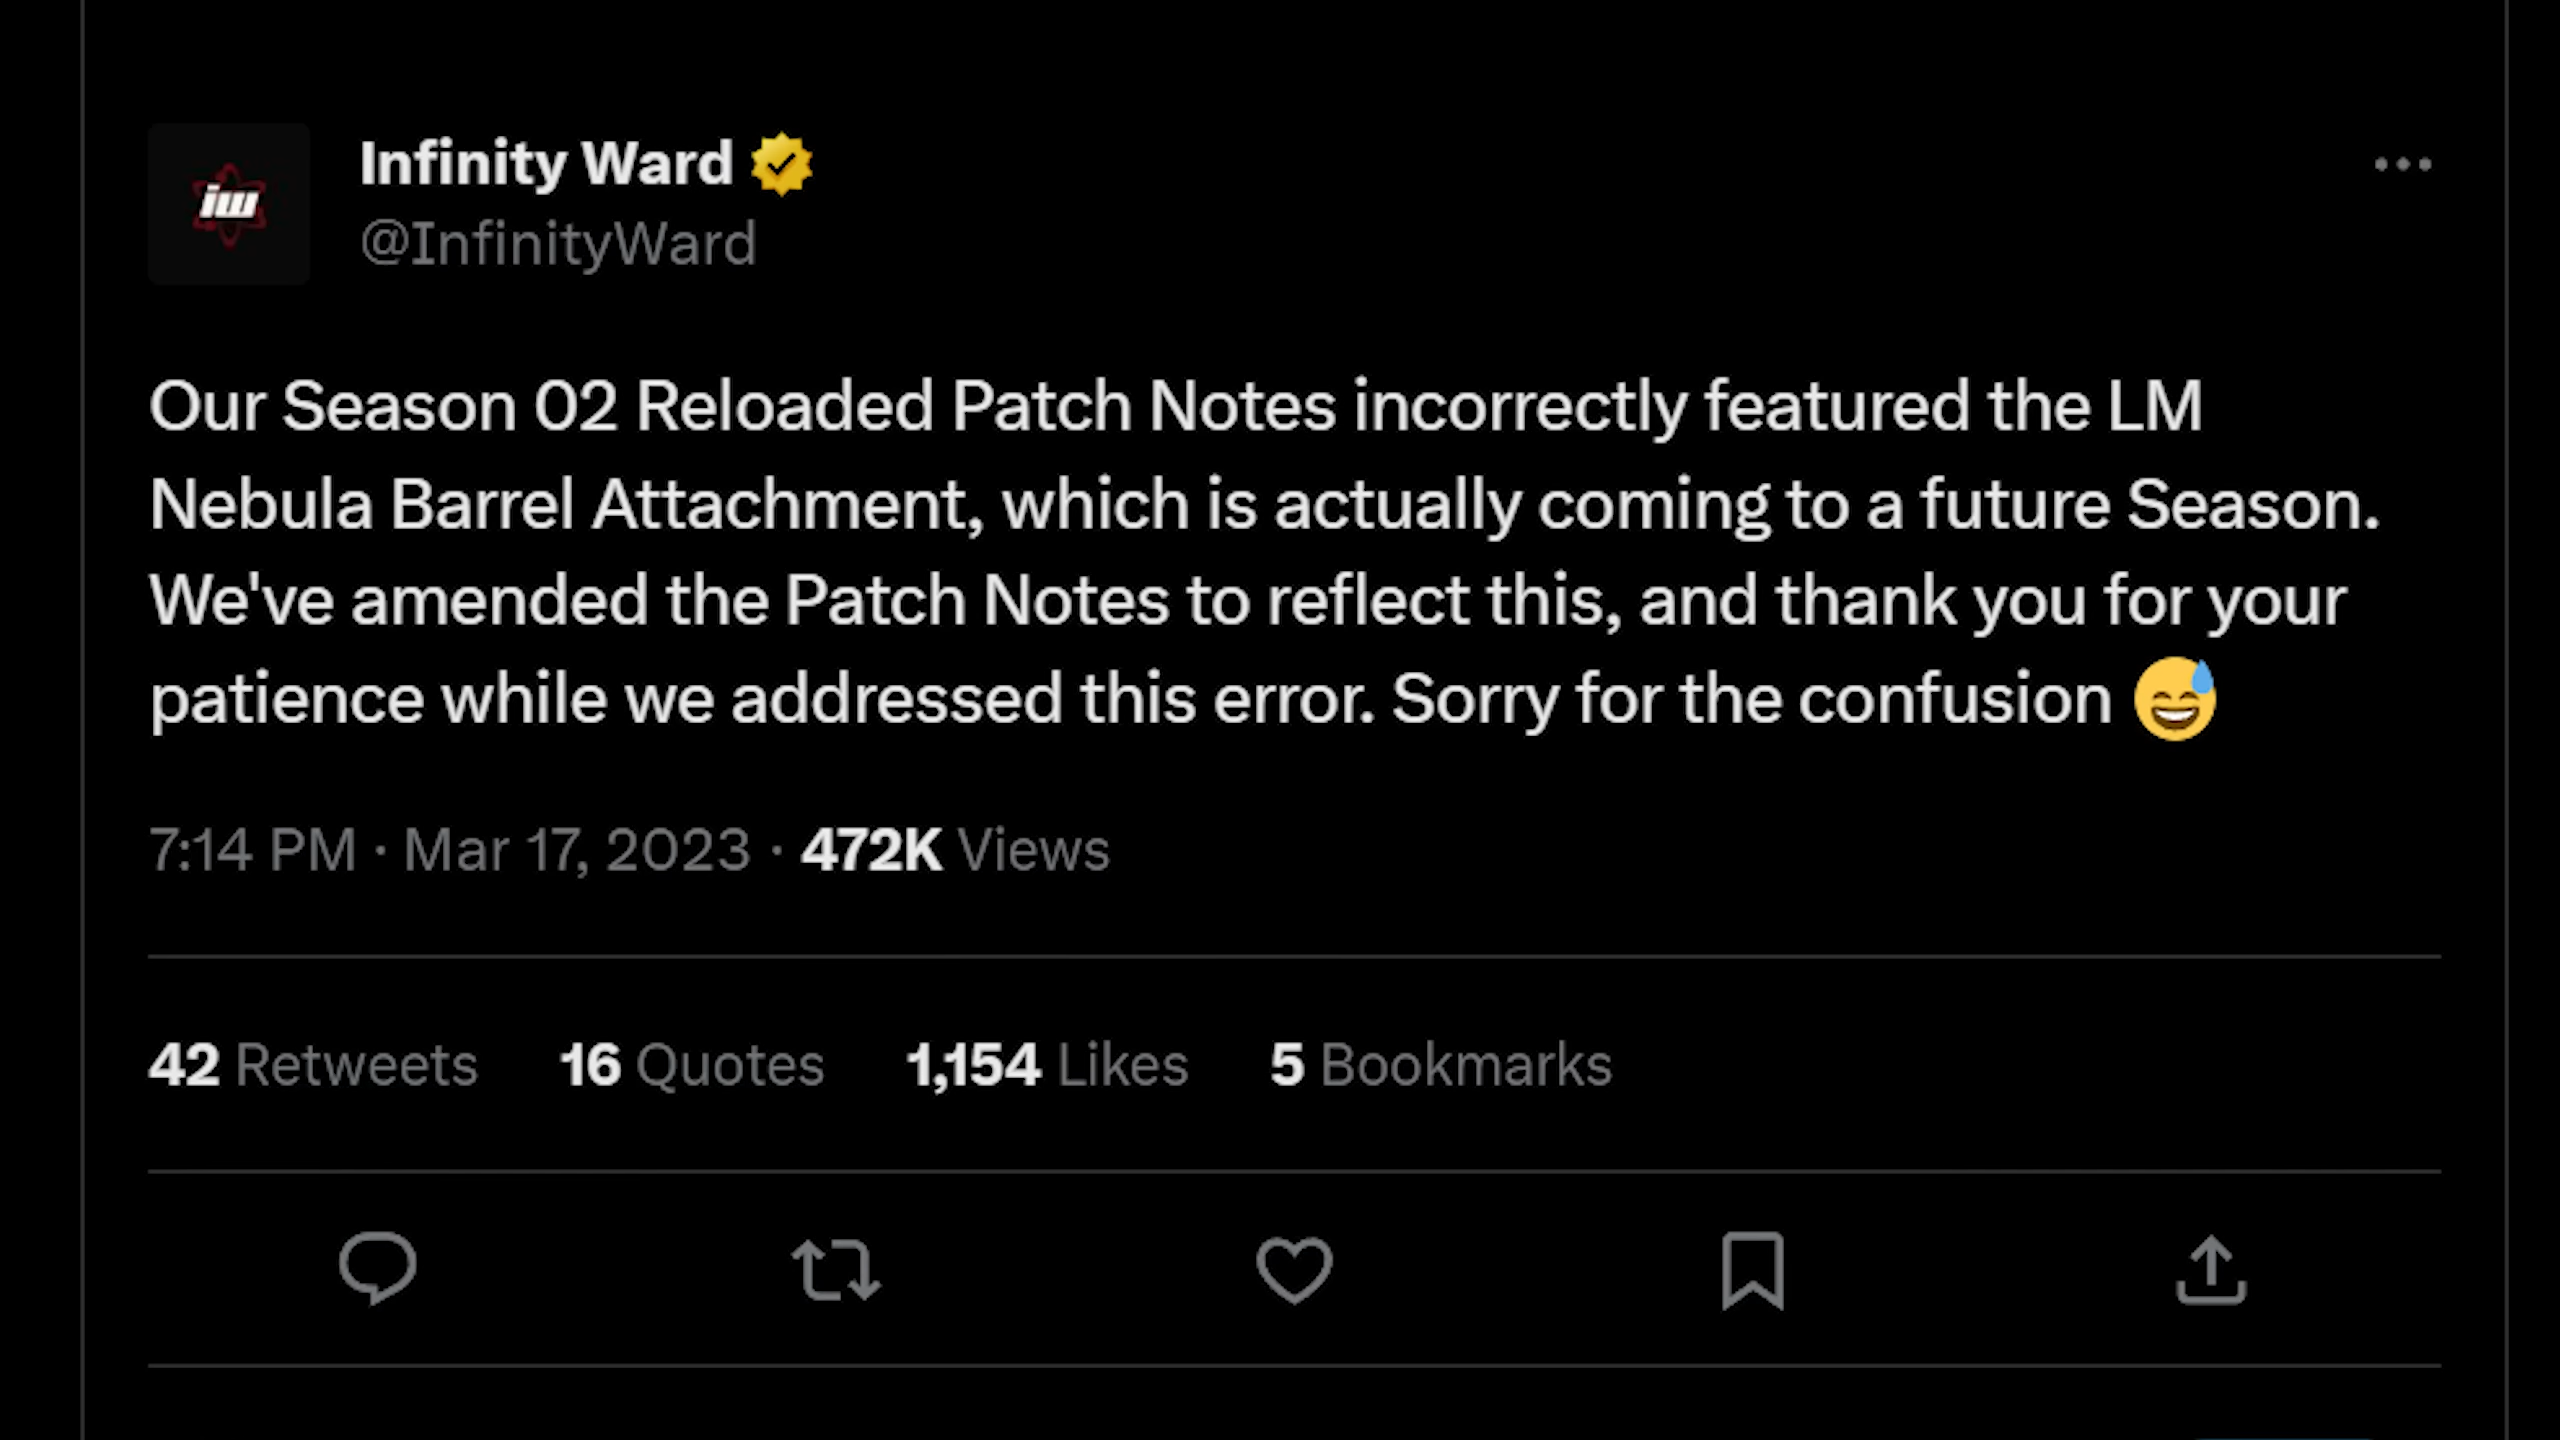 iw
Infinity Ward
@InfinityWard
Our Season 02 Reloaded Patch Notes incorrectly featured the LM
Nebula Barrel Attachment, which is actually coming to a future Season.
We've amended the Patch Notes to reflect this, and thank you for your
patience while we addressed this error. Sorry for the confusion 😅
7:14 PM · Mar 17, 2023 · 472K Views
42 Retweets 16 Quotes 1,154 Likes 5 Bookmarks